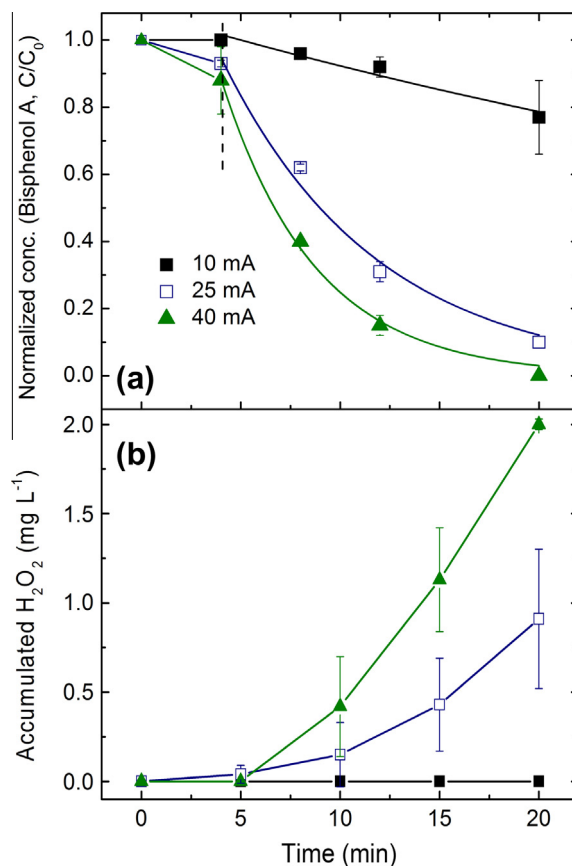 1.0
0.8
0.6
0.4
0.2
0.0
Normalized conc. (Bisphenol A, C/C₀)
10 mA
25 mA
40 mA
(a)
2.0
1.5
1.0
0.5
0.0
Accumulated H₂O₂ (mg L⁻¹)
(b)
0 5 10 15 20
Time (min)